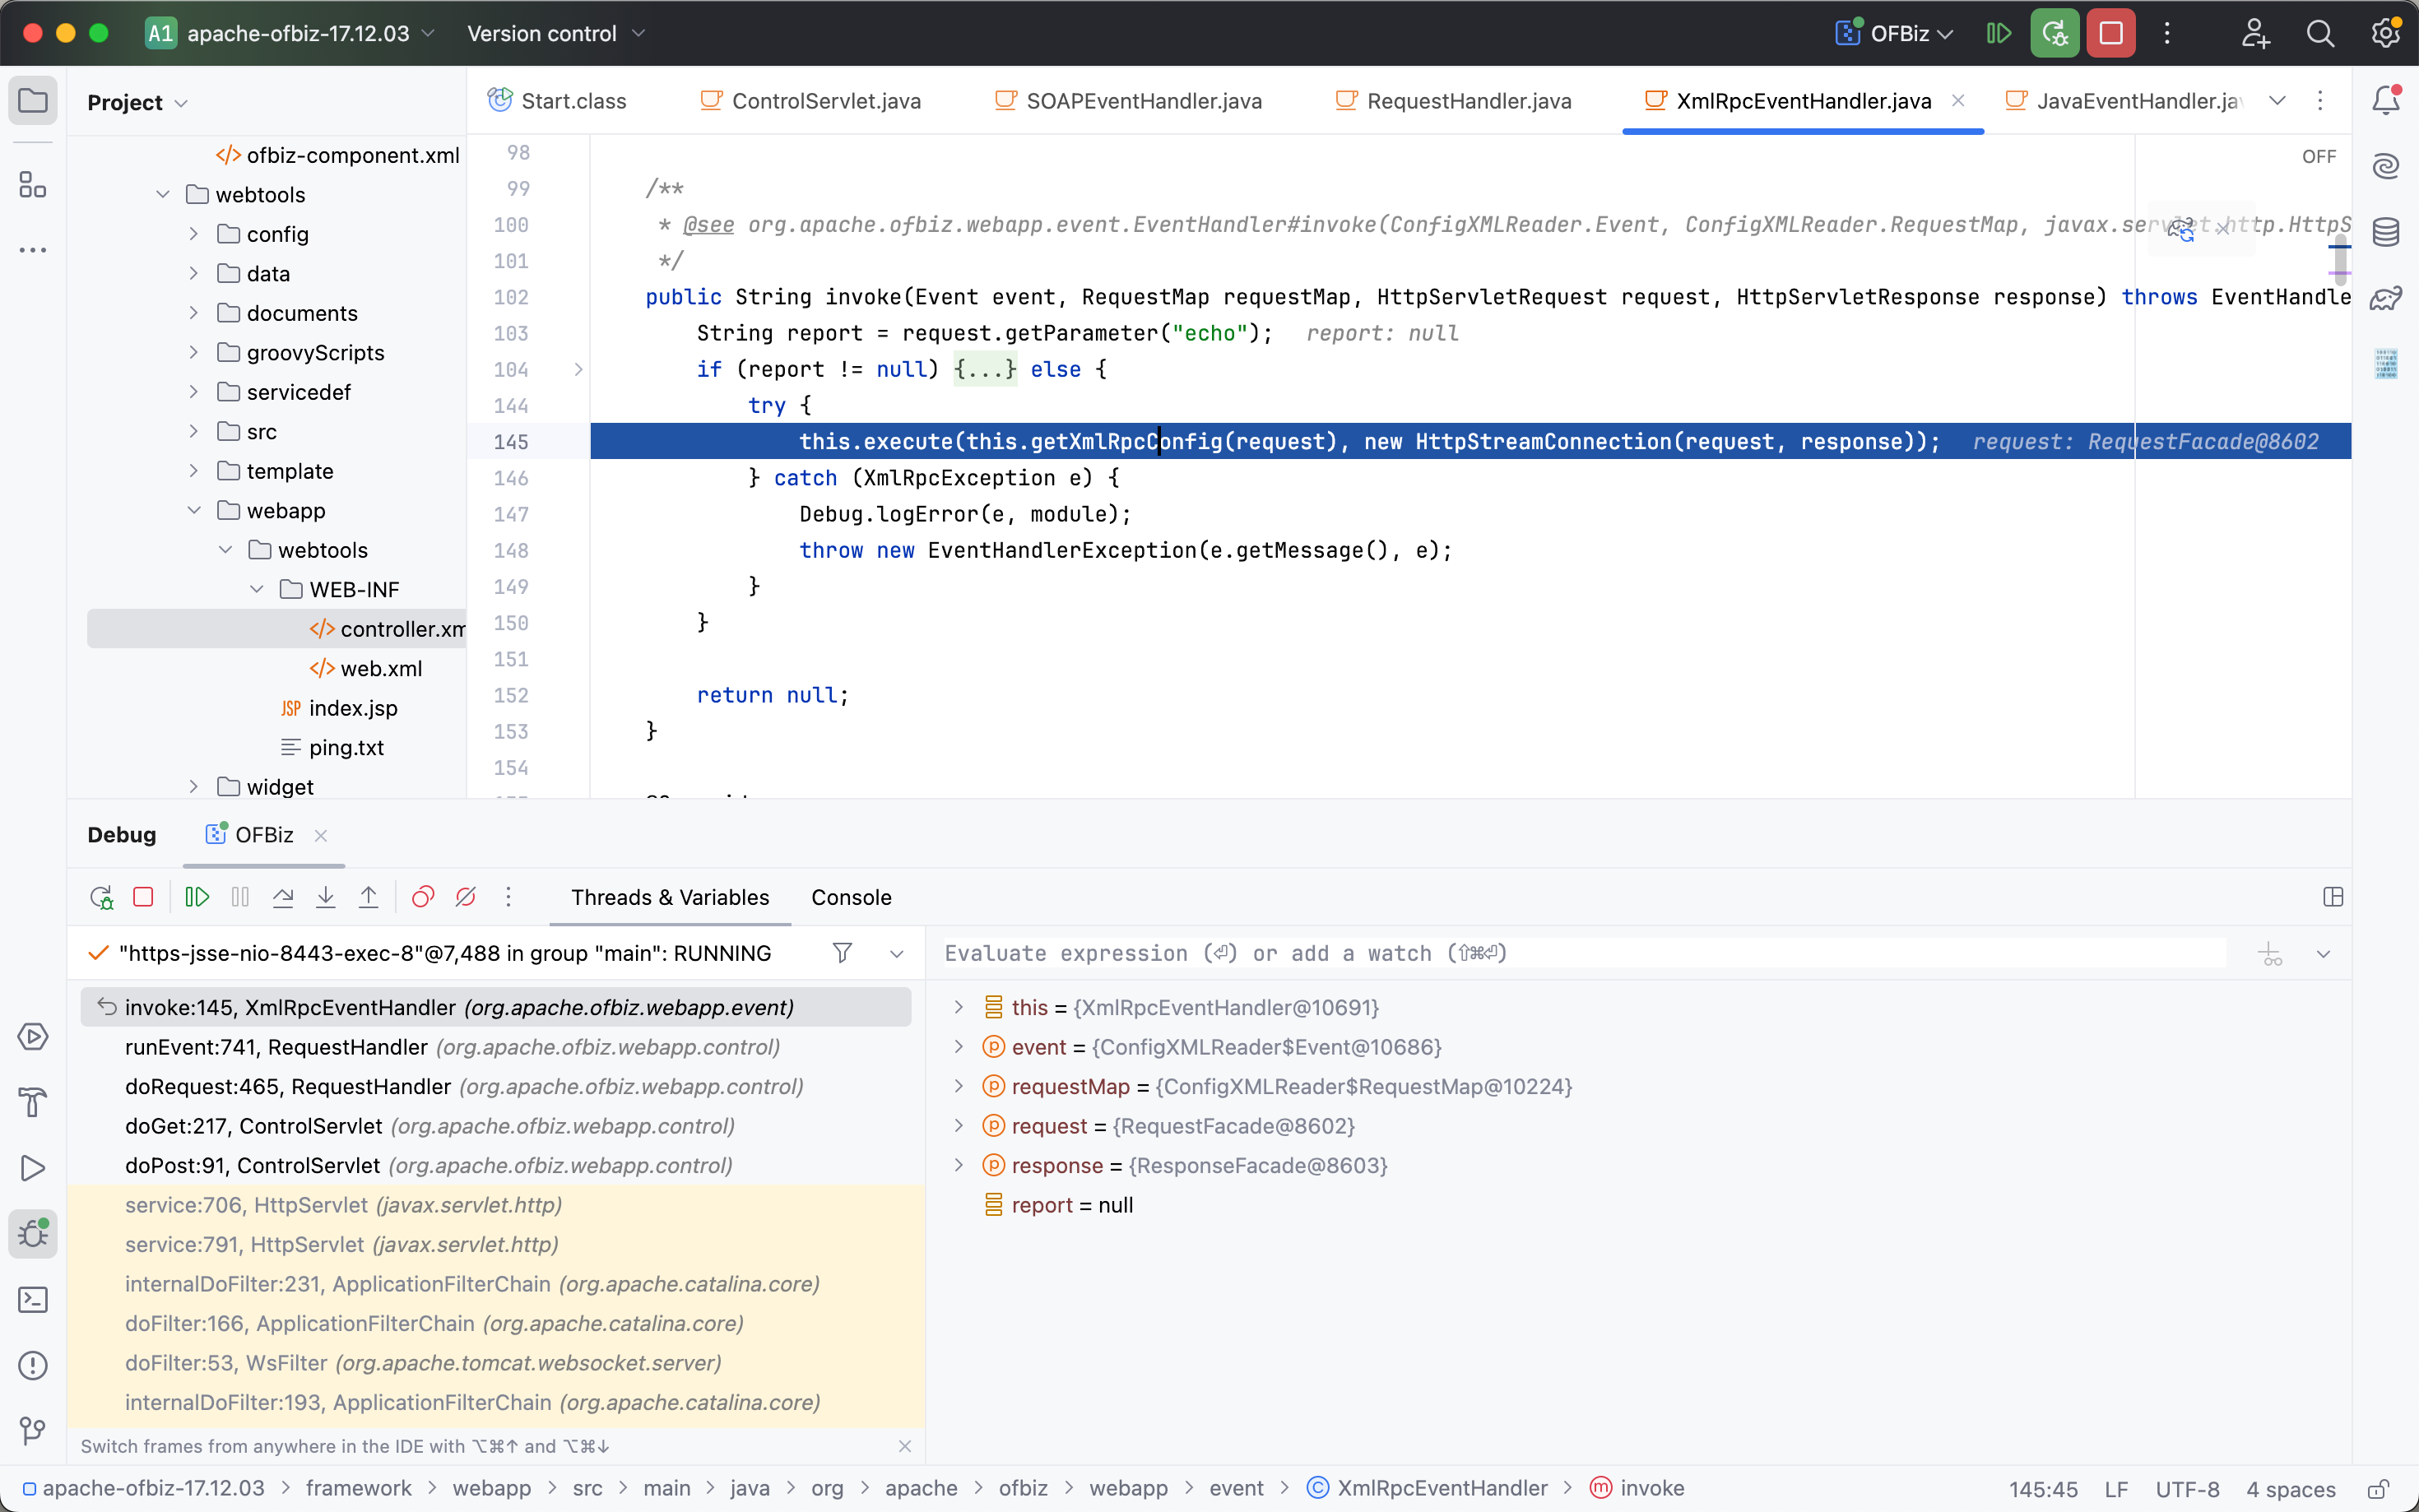 A1 apache-ofbiz-17.12.03 Version control OFBiz
Project
Start.class ControlServlet.java SOAPEventHandler.java RequestHandler.java XmlRpcEventHandler.java JavaEventHandler.ja
ofbiz-component.xml
webtools
config
data
documents
groovyScripts
servicedef
src
template
webapp
webtools
WEB-INF
controller.xm
web.xml
JSP index.jsp
ping.txt
widget
OFF
98
99 /**
100 * @see org.apache.ofbiz.webapp.event.EventHandler#invoke(ConfigXMLReader.Event, ConfigXMLReader.RequestMap, javax.servlet.http.HttpS
101 */
102 public String invoke(Event event, RequestMap requestMap, HttpServletRequest request, HttpServletResponse response) throws EventHandle
103 String report = request.getParameter("echo"); report: null
104 if (report != null) {...} else {
144 try {
145 this.execute(this.getXmlRpcConfig(request), new HttpStreamConnection(request, response)); request: RequestFacade@8602
146 } catch (XmlRpcException e) {
147 Debug.logError(e, module);
148 throw new EventHandlerException(e.getMessage(), e);
149 }
150 }
151
152 return null;
153 }
154
Debug OFBiz
Threads & Variables Console
"https-jsse-nio-8443-exec-8"@7,488 in group "main": RUNNING
invoke:145, XmlRpcEventHandler (org.apache.ofbiz.webapp.event)
runEvent:741, RequestHandler (org.apache.ofbiz.webapp.control)
doRequest:465, RequestHandler (org.apache.ofbiz.webapp.control)
doGet:217, ControlServlet (org.apache.ofbiz.webapp.control)
doPost:91, ControlServlet (org.apache.ofbiz.webapp.control)
service:706, HttpServlet (javax.servlet.http)
service:791, HttpServlet (javax.servlet.http)
internalDoFilter:231, ApplicationFilterChain (org.apache.catalina.core)
doFilter:166, ApplicationFilterChain (org.apache.catalina.core)
doFilter:53, WsFilter (org.apache.tomcat.websocket.server)
internalDoFilter:193, ApplicationFilterChain (org.apache.catalina.core)
Switch frames from anywhere in the IDE with ⌥⌘↑ and ⌥⌘↓
Evaluate expression (⏎) or add a watch (⇧⌘⏎)
this = {XmlRpcEventHandler@10691}
event = {ConfigXMLReader$Event@10686}
requestMap = {ConfigXMLReader$RequestMap@10224}
request = {RequestFacade@8602}
response = {ResponseFacade@8603}
report = null
apache-ofbiz-17.12.03 > framework > webapp > src > main > java > org > apache > ofbiz > webapp > event > XmlRpcEventHandler > invoke
145:45 LF UTF-8 4 spaces